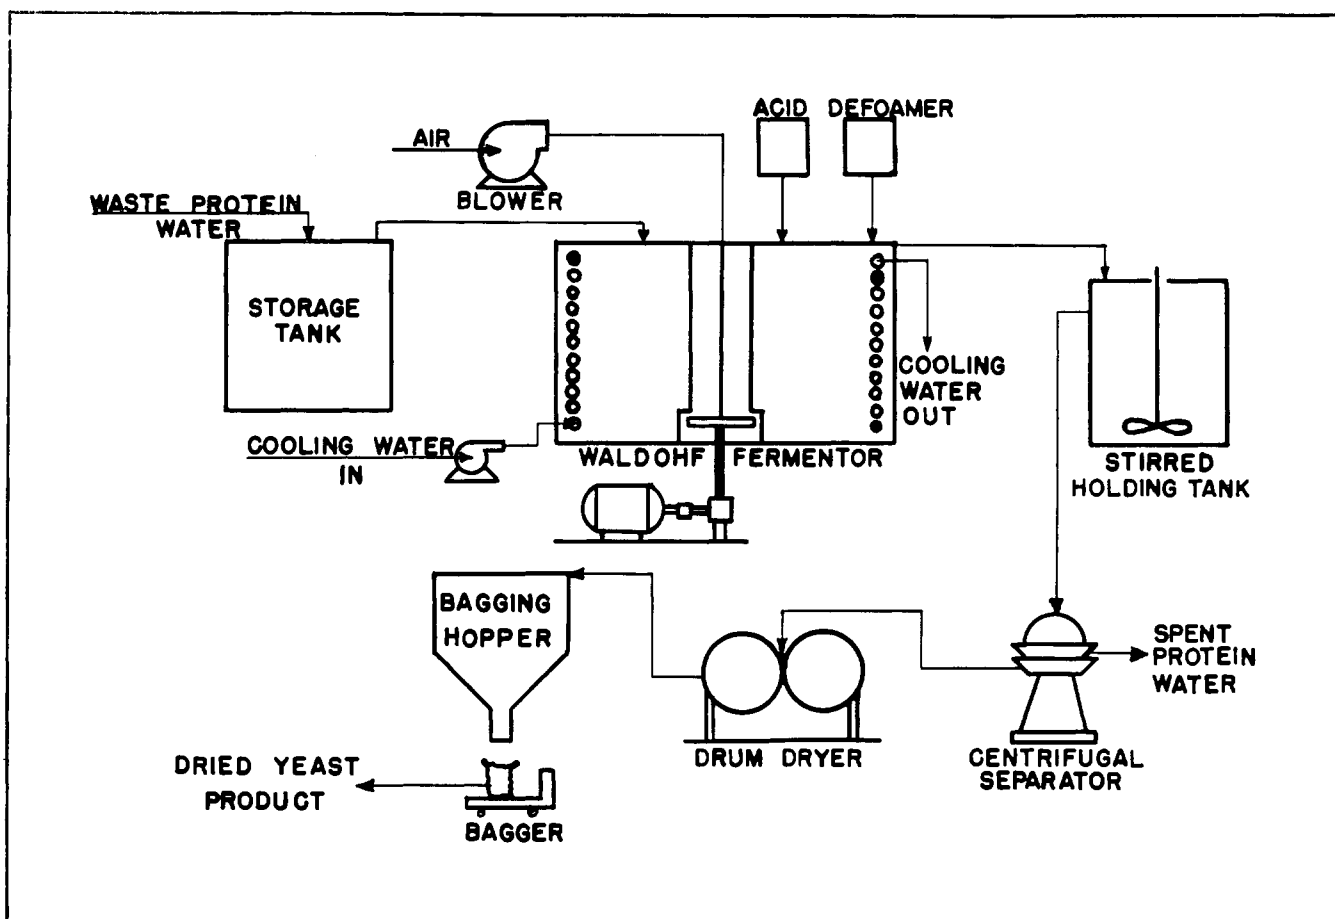 ACID DEFOAMER
AIR
BLOWER
WASTE PROTEIN
WATER
STORAGE
TANK
COOLING
WATER
OUT
COOLING WATER
IN
WALDOHF FERMENTOR
STIRRED
HOLDING TANK
BAGGING
HOPPER
SPENT
PROTEIN
WATER
DRUM DRYER
CENTRIFUGAL
SEPARATOR
DRIED YEAST
PRODUCT
BAGGER